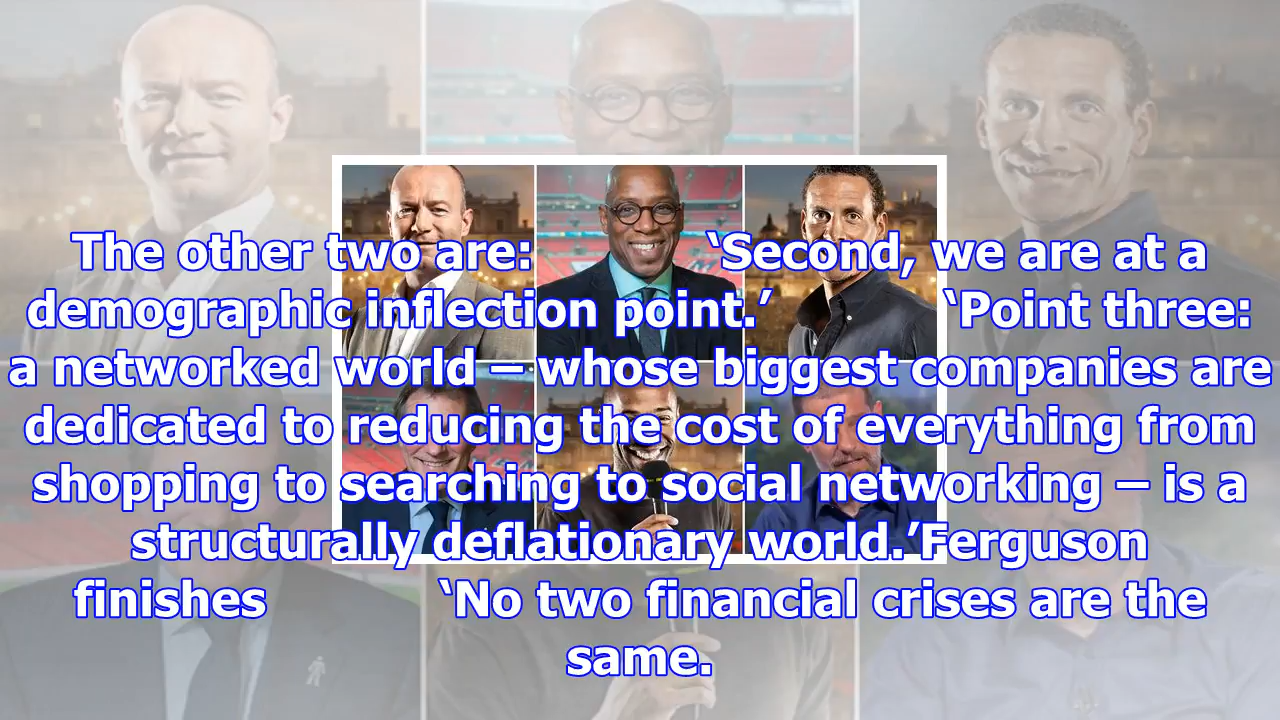 The other two are: ‘Second, we are at a
demographic inflection point.’ ‘Point three:
a networked world – whose biggest companies are
dedicated to reducing the cost of everything from
shopping to searching to social networking – is a
structurally deflationary world.’Ferguson
finishes ‘No two financial crises are the
same.